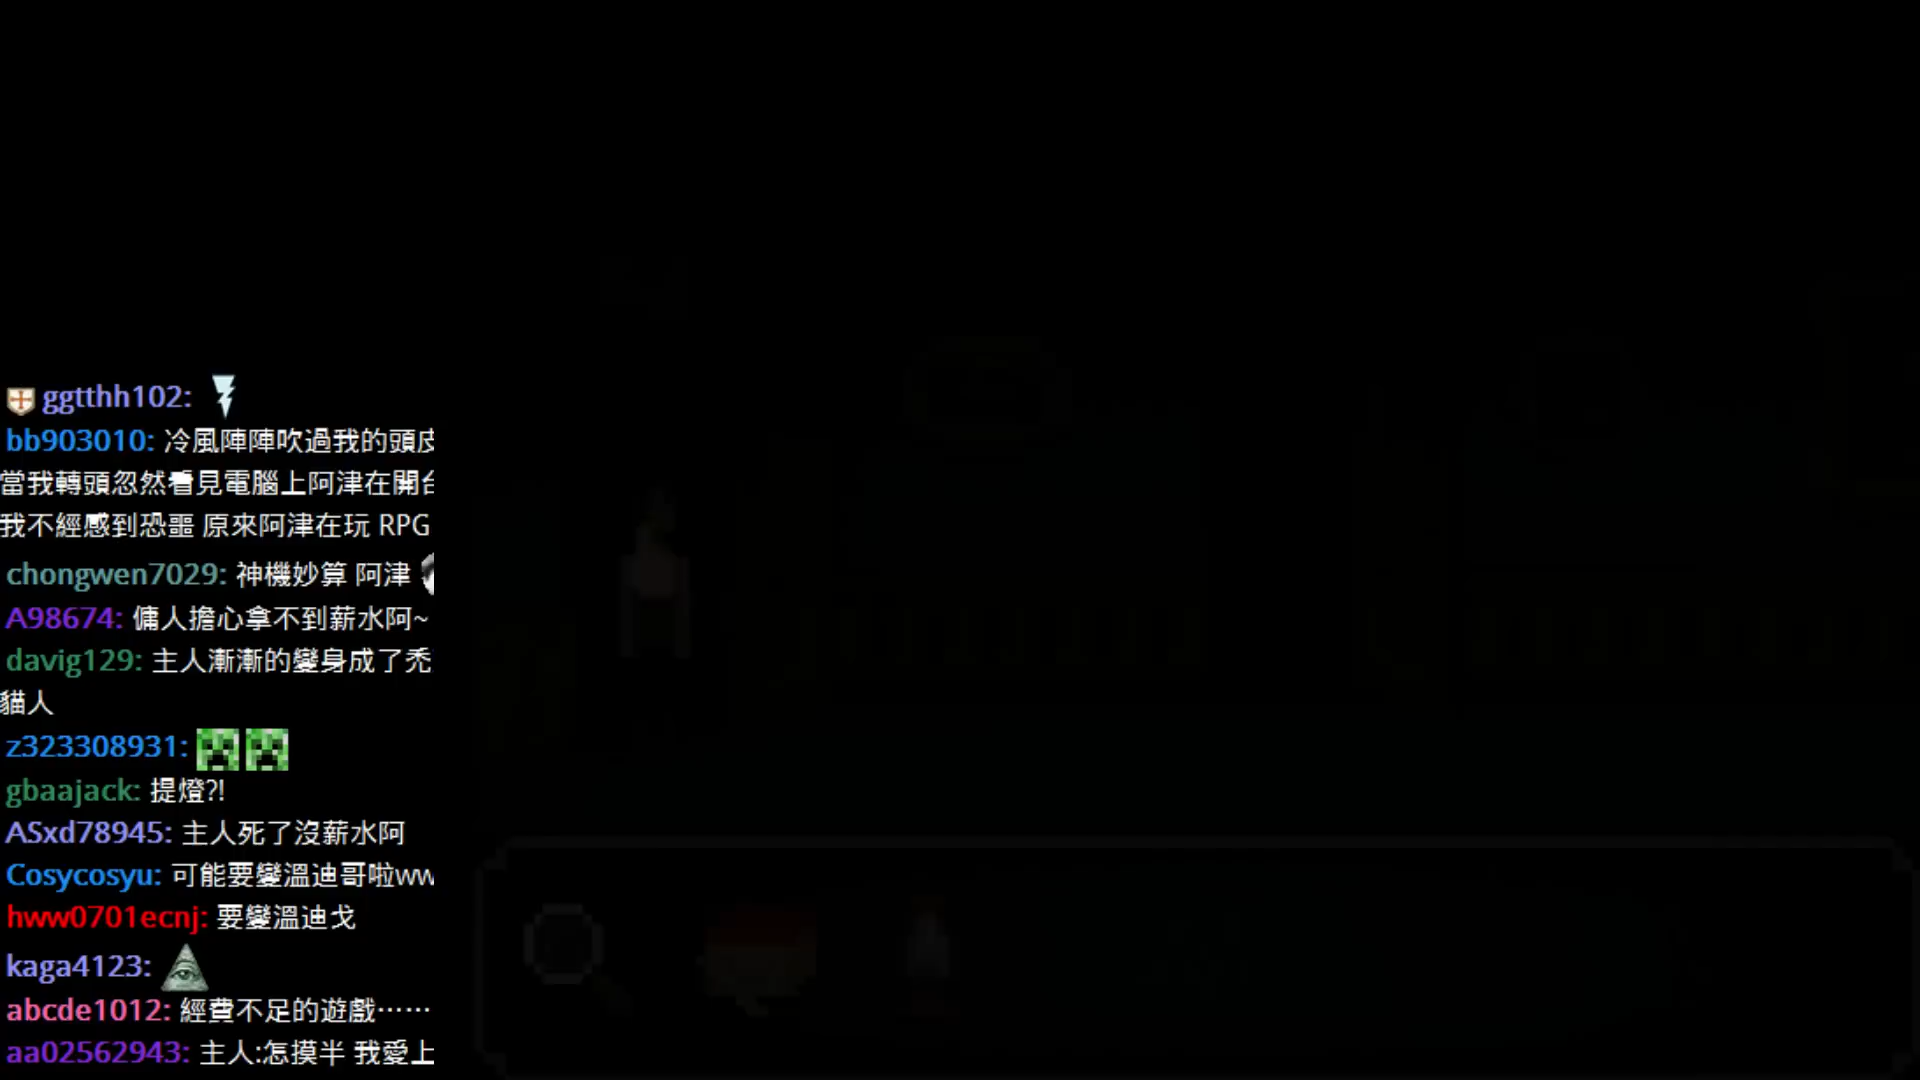 ggtthh102:
bb903010: 冷風陣陣吹過我的頭皮
當我轉頭忽然看見電腦上阿津在開台
我不經感到恐噩 原來阿津在玩 RPG
chongwen7029: 神機妙算 阿津
A98674: 傭人擔心拿不到薪水阿~
davig129: 主人漸漸的變身成了禿
貓人
z323308931:
gbaajack: 提燈?!
ASxd78945: 主人死了沒薪水阿
Cosycosyu: 可能要變溫迪哥啦ww
hww0701ecnj: 要變溫迪戈
kaga4123:
abcde1012: 經費不足的遊戲⋯⋯
aa02562943: 主人:怎摸半 我愛上